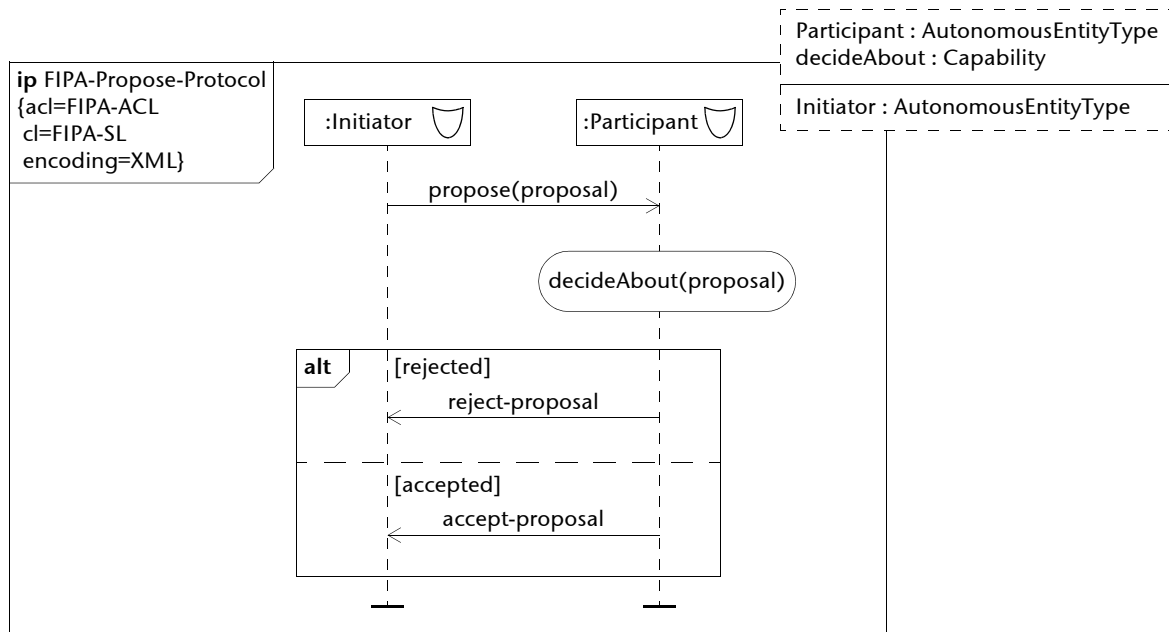 Participant : AutonomousEntityType
decideAbout : Capability
Initiator : AutonomousEntityType
ip FIPA-Propose-Protocol
{acl=FIPA-ACL
cl=FIPA-SL
encoding=XML}
:Initiator
:Participant
propose(proposal)
decideAbout(proposal)
alt
[rejected]
reject-proposal
[accepted]
accept-proposal